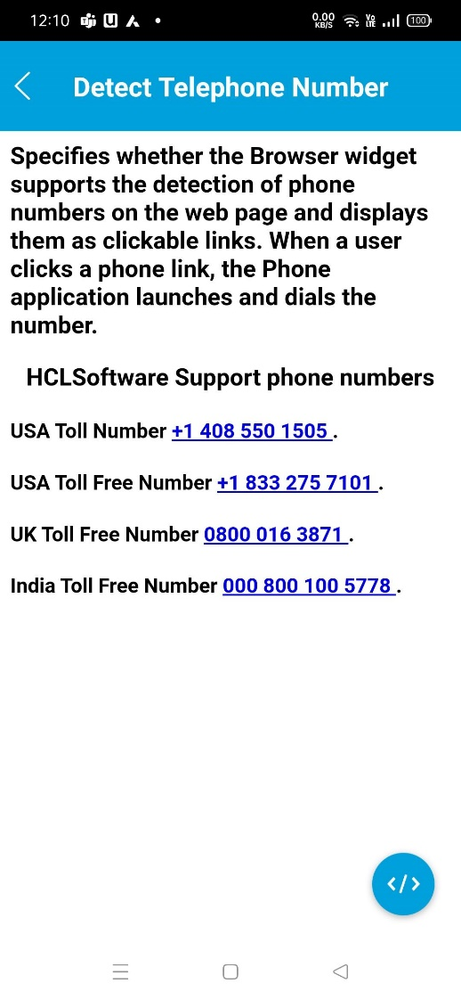 12:10 U 0.00 KB/S Vo LTE 100
Detect Telephone Number
Specifies whether the Browser widget
supports the detection of phone
numbers on the web page and displays
them as clickable links. When a user
clicks a phone link, the Phone
application launches and dials the
number.
HCLSoftware Support phone numbers
USA Toll Number +1 408 550 1505 .
USA Toll Free Number +1 833 275 7101 .
UK Toll Free Number 0800 016 3871 .
India Toll Free Number 000 800 100 5778 .
</>